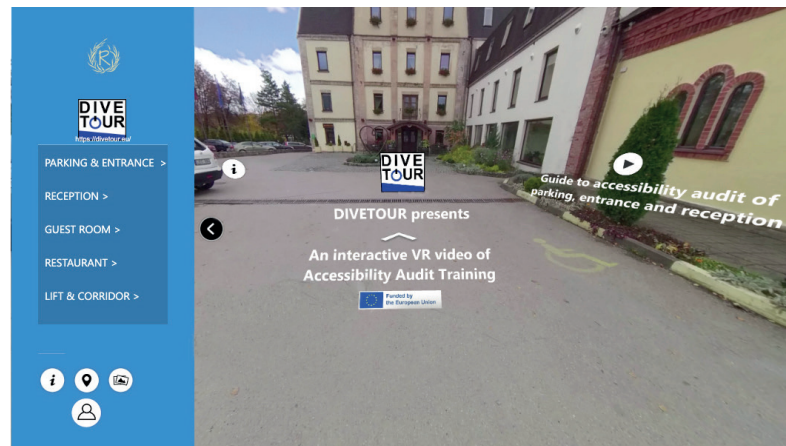 R
DIVE
TOUR
https://divetour.eu/
PARKING & ENTRANCE >
RECEPTION >
GUEST ROOM >
RESTAURANT >
LIFT & CORRIDOR >
i
i
DIVE
TOUR
DIVETOUR presents
An interactive VR video of
Accessibility Audit Training
Funded by
the European Union
Guide to accessibility audit of
parking, entrance and reception